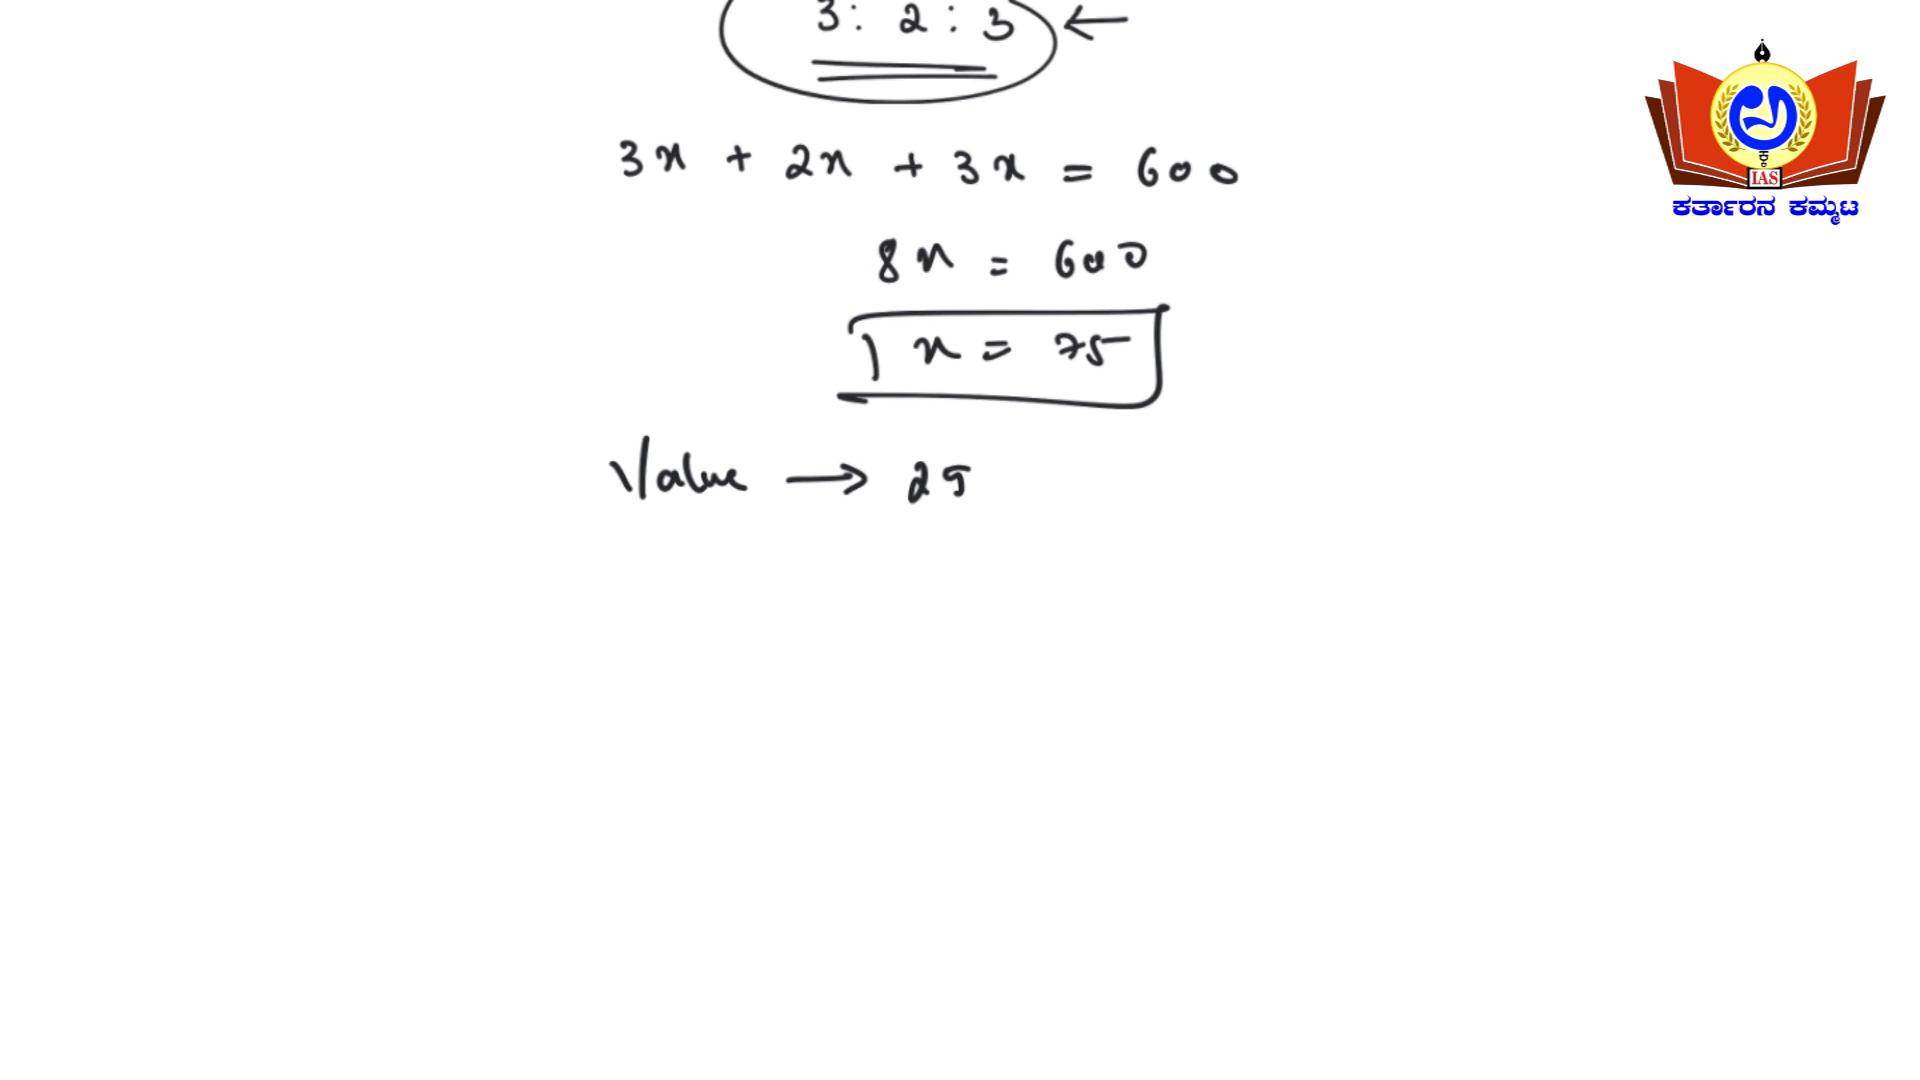 3 : 2 : 3 ←
3x + 2x + 3x = 600
8x = 600
x = 75
Value → 25
IAS
ಕರ್ತಾರನ ಕಮ್ಮಟ